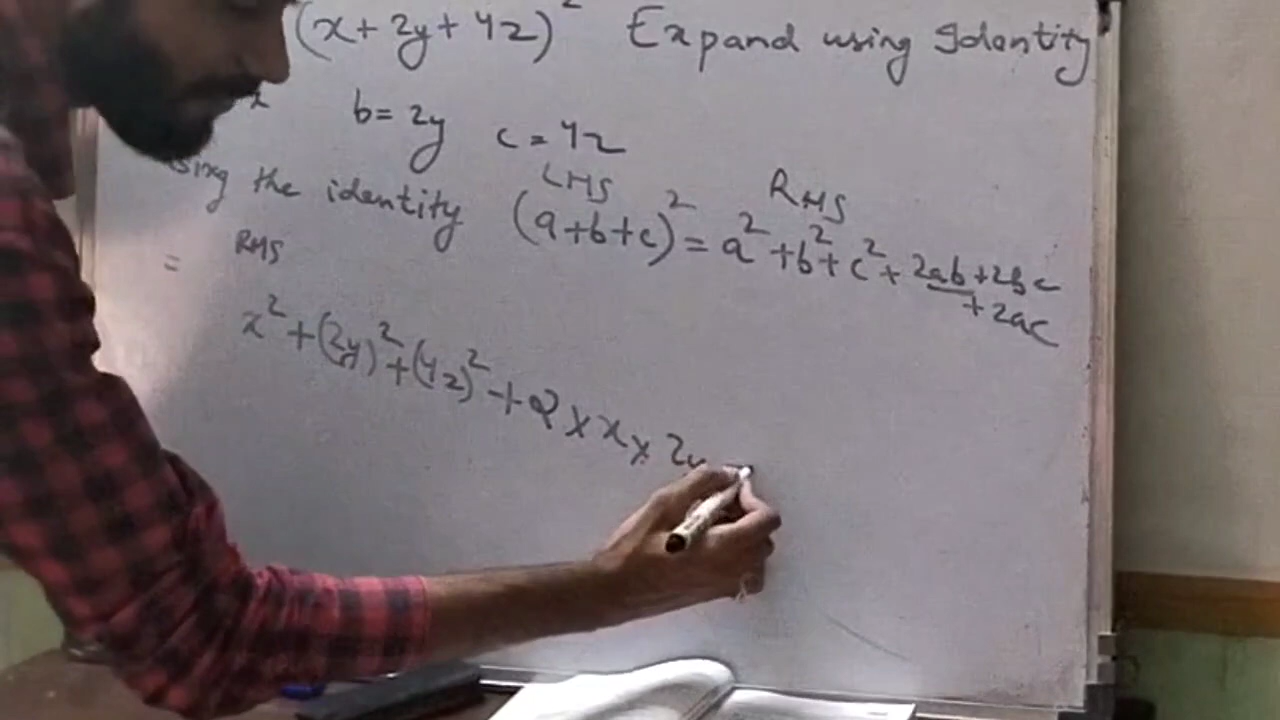 (x+2y+4z)² Expand using Identity
x b=2y c=4z
using the identity LHS (a+b+c)² = RHS a²+b²+c²+2ab+2bc
+2ac
= RHS
x²+(2y)²+(4z)²+2×x×2y